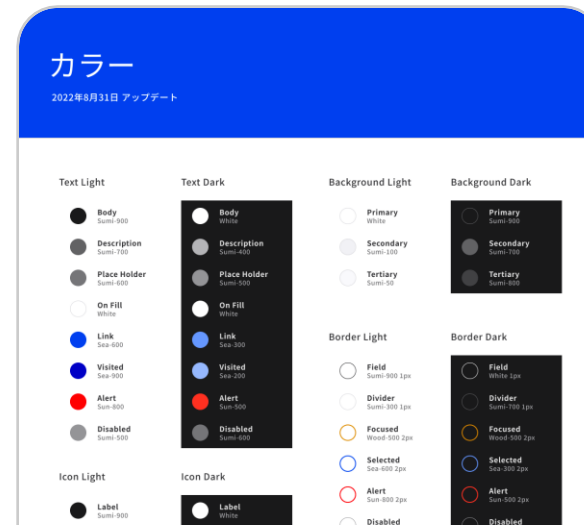 カラー
2022年8月31日 アップデート
Text Light
Body
Sumi-900
Description
Sumi-700
Place Holder
Sumi-600
On Fill
White
Link
Sea-600
Visited
Sea-900
Alert
Sun-800
Disabled
Sumi-500
Text Dark
Body
White
Description
Sumi-400
Place Holder
Sumi-500
On Fill
White
Link
Sea-300
Visited
Sea-200
Alert
Sun-500
Disabled
Sumi-600
Background Light
Primary
White
Secondary
Sumi-100
Tertiary
Sumi-50
Background Dark
Primary
Sumi-900
Secondary
Sumi-700
Tertiary
Sumi-800
Border Light
Field
Sumi-900 1px
Divider
Sumi-300 1px
Focused
Wood-500 2px
Selected
Sea-600 2px
Alert
Sun-800 2px
Disabled
Border Dark
Field
White 1px
Divider
Sumi-700 1px
Focused
Wood-500 2px
Selected
Sea-300 2px
Alert
Sun-500 2px
Disabled
Icon Light
Label
Sumi-900
Icon Dark
Label
White